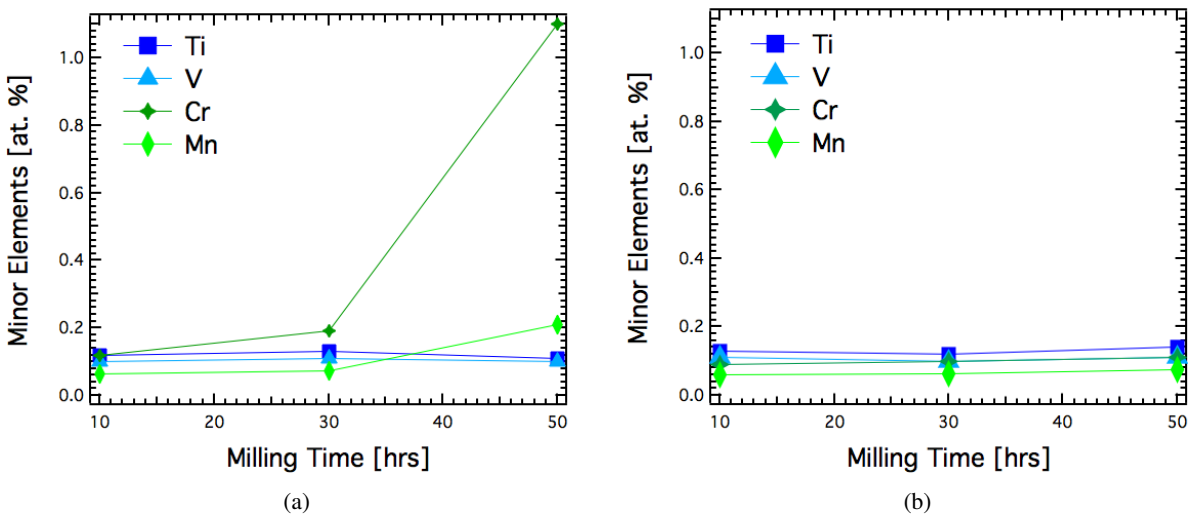 Minor Elements [at. %]
1.0
0.8
0.6
0.4
0.2
0.0
Ti
V
Cr
Mn
10 20 30 40 50
Milling Time [hrs]
(a)
Minor Elements [at. %]
1.0
0.8
0.6
0.4
0.2
0.0
Ti
V
Cr
Mn
10 20 30 40 50
Milling Time [hrs]
(b)